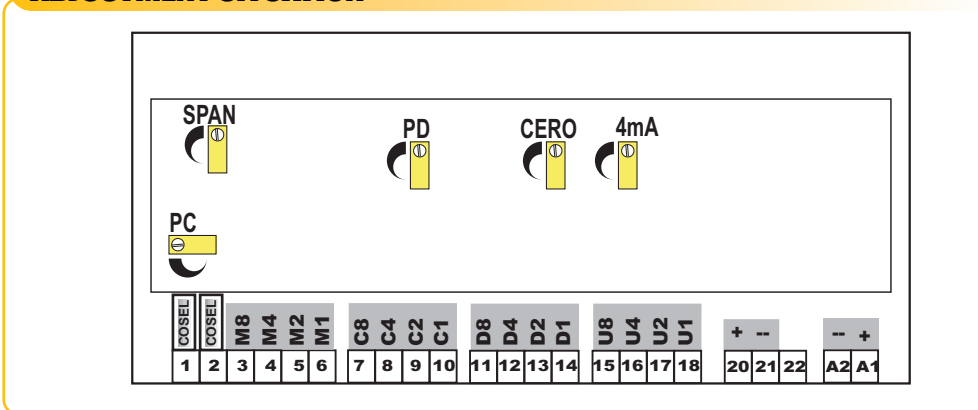 SPAN
PD
CERO
4mA
PC
COSEL COSEL M8 M4 M2 M1 C8 C4 C2 C1 D8 D4 D2 D1 U8 U4 U2 U1 + -- -- +
1 2 3 4 5 6 7 8 9 10 11 12 13 14 15 16 17 18 20 21 22 A2 A1